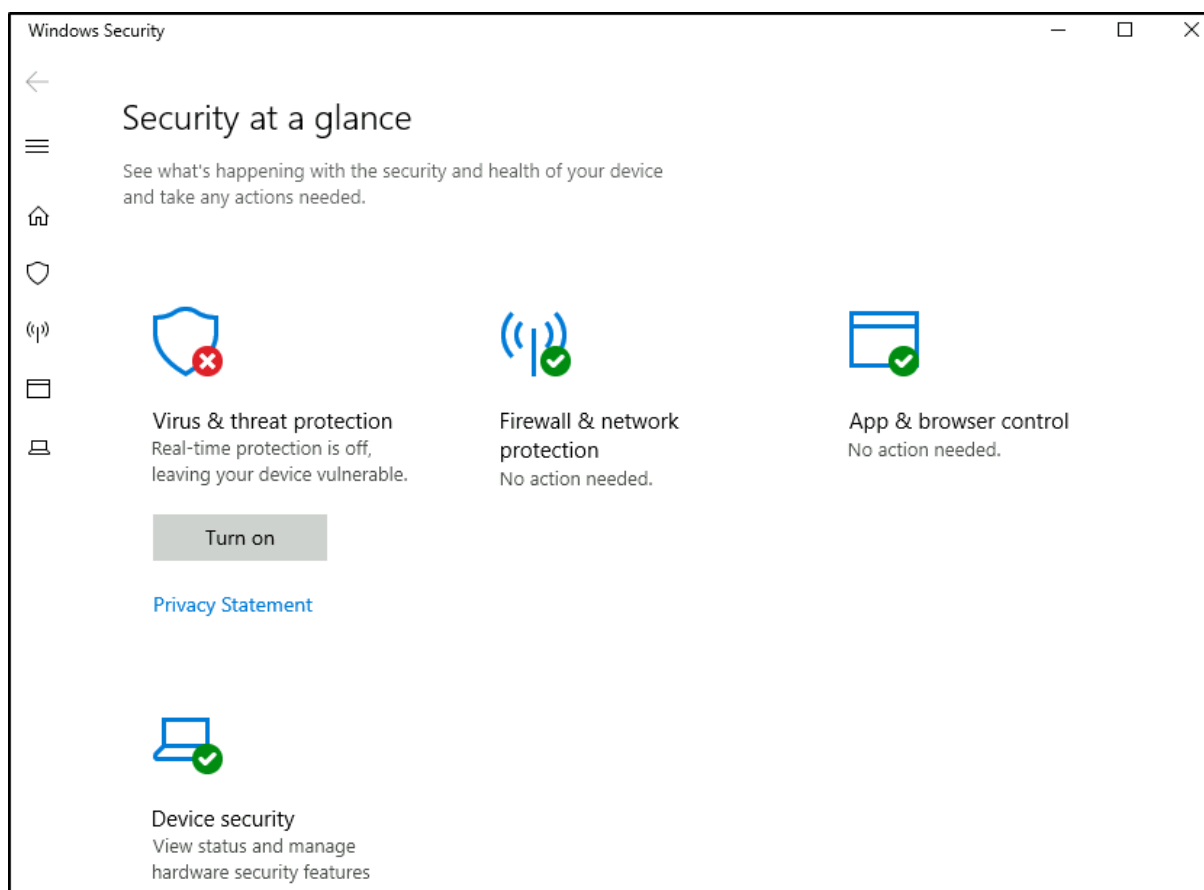 Windows Security
Security at a glance
See what's happening with the security and health of your device
and take any actions needed.
Virus & threat protection
Real-time protection is off,
leaving your device vulnerable.
Turn on
Privacy Statement
Firewall & network
protection
No action needed.
App & browser control
No action needed.
Device security
View status and manage
hardware security features